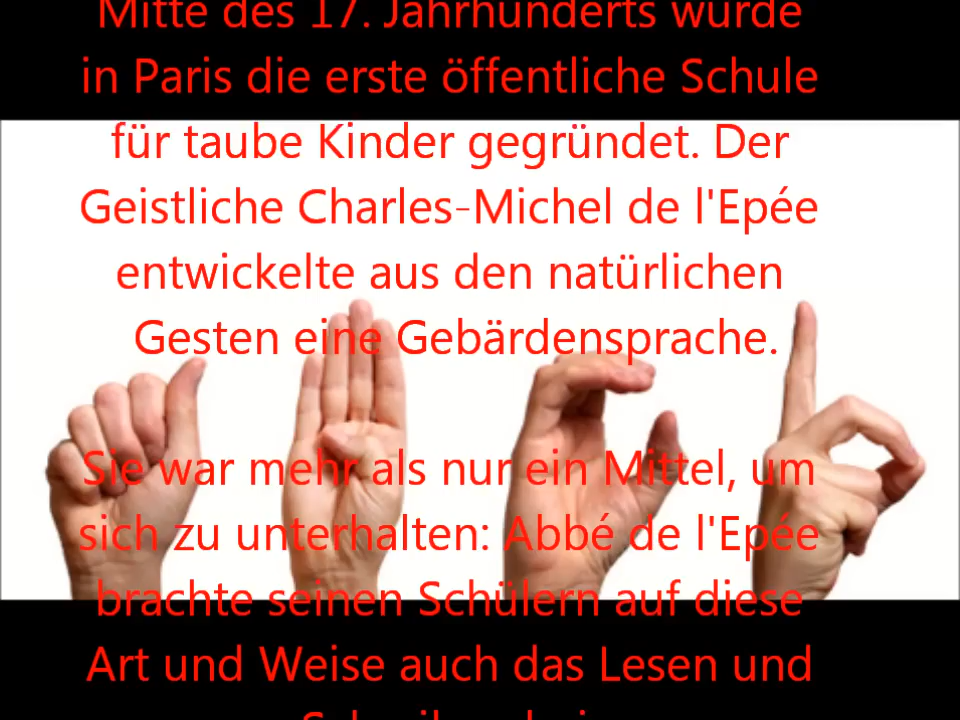 Mitte des 17. Jahrhunderts wurde
in Paris die erste öffentliche Schule
für taube Kinder gegründet. Der
Geistliche Charles-Michel de l'Epée
entwickelte aus den natürlichen
Gesten eine Gebärdensprache.
Sie war mehr als nur ein Mittel, um
sich zu unterhalten: Abbé de l'Epée
brachte seinen Schülern auf diese
Art und Weise auch das Lesen und